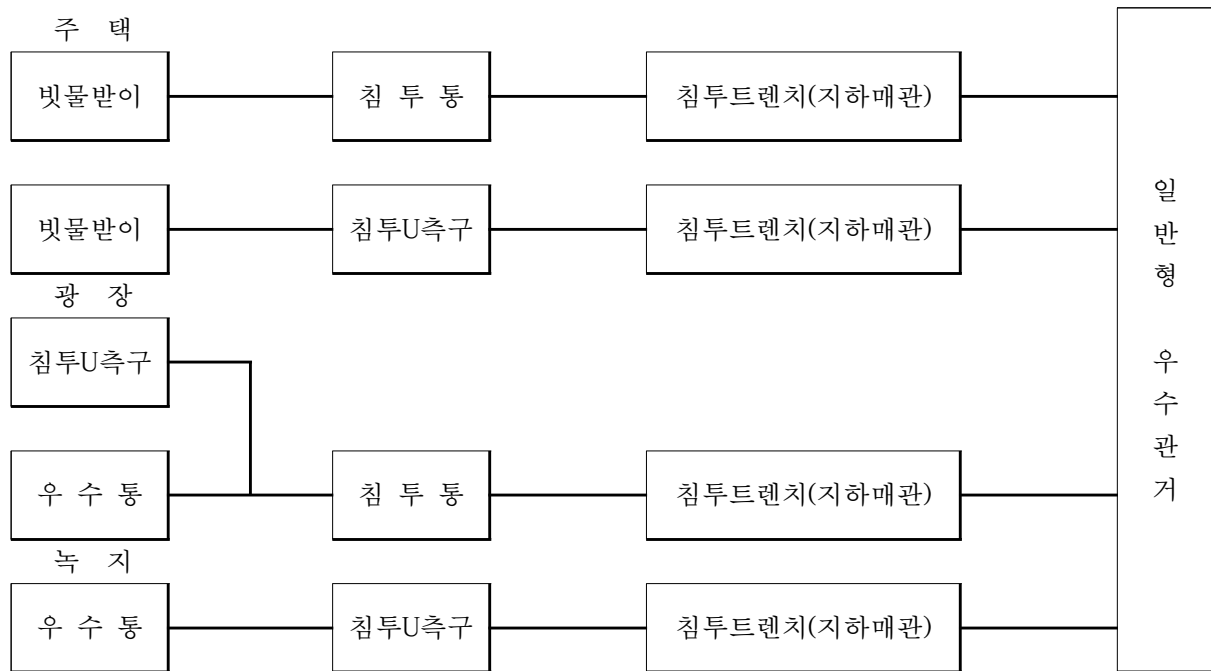 주 택
빗물받이
침 투 통
침투트렌치(지하매관)
빗물받이
침투U측구
침투트렌치(지하매관)
광 장
침투U측구
우 수 통
침 투 통
침투트렌치(지하매관)
녹 지
우 수 통
침투U측구
침투트렌치(지하매관)
일반형 우수관거